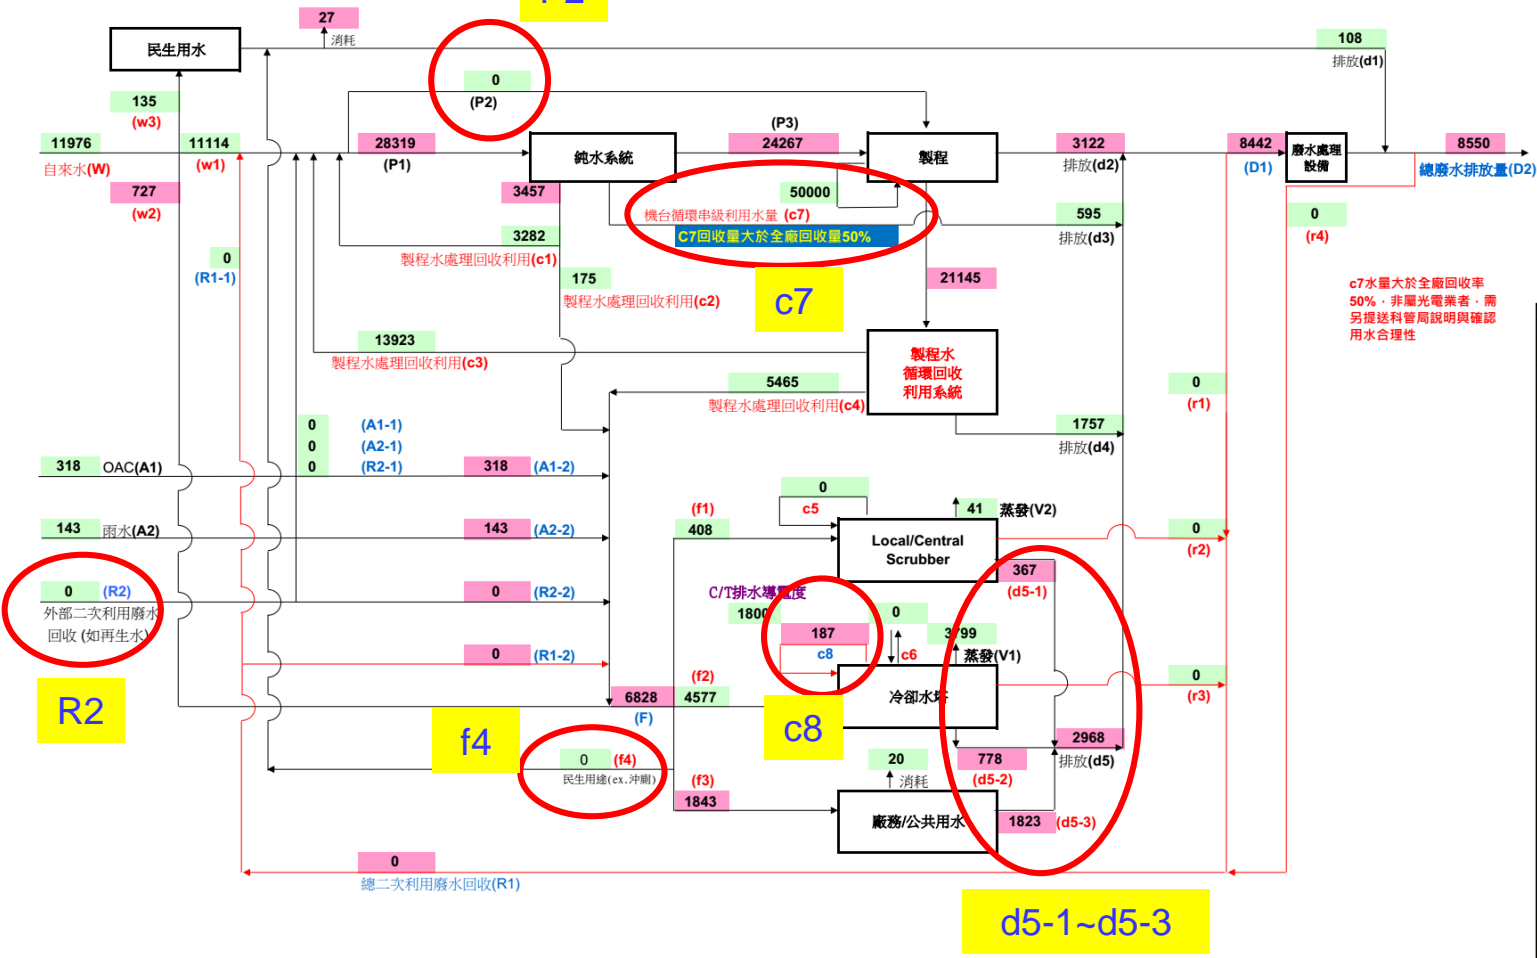 27
消耗
民生用水
108
排放(d1)
0
(P2)
135
(w3)
(P3)
11976
11114
28319
純水系統
24267
製程
3122
8442
廢水處理
設備
8550
自來水(W)
(w1)
(P1)
排放(d2)
(D1)
總廢水排放量(D2)
727
(w2)
3457
50000
機台循環串級利用水量 (c7)
595
0
(r4)
C7回收量大於全廠回收量50%
排放(d3)
3282
製程水處理回收利用(c1)
0
(R1-1)
175
製程水處理回收利用(c2)
c7
21145
c7水量大於全廠回收率
50%，非屬光電業者，需
另提送科管局說明與確認
用水合理性
13923
製程水處理回收利用(c3)
製程水
循環回收
利用系統
5465
製程水處理回收利用(c4)
0
(r1)
1757
排放(d4)
0 (A1-1)
0 (A2-1)
0 (R2-1)
318 OAC(A1)
318 (A1-2)
0
c5
41 蒸發(V2)
143 雨水(A2)
143 (A2-2)
(f1)
408
Local/Central
Scrubber
0
(r2)
367
(d5-1)
0 (R2)
外部二次利用廢水
回收 (如再生水)
0 (R2-2)
C/T排水導電度
1800
0
187
c8
c6
3799
蒸發(V1)
0 (R1-2)
R2
(f2)
6828
4577
(F)
冷卻水塔
0
(r3)
f4
c8
2968
排放(d5)
0 (f4)
民生用途(ex.沖廁)
778
(d5-2)
20
消耗
(f3)
1843
廠務/公共用水
1823 (d5-3)
0
總二次利用廢水回收(R1)
d5-1~d5-3